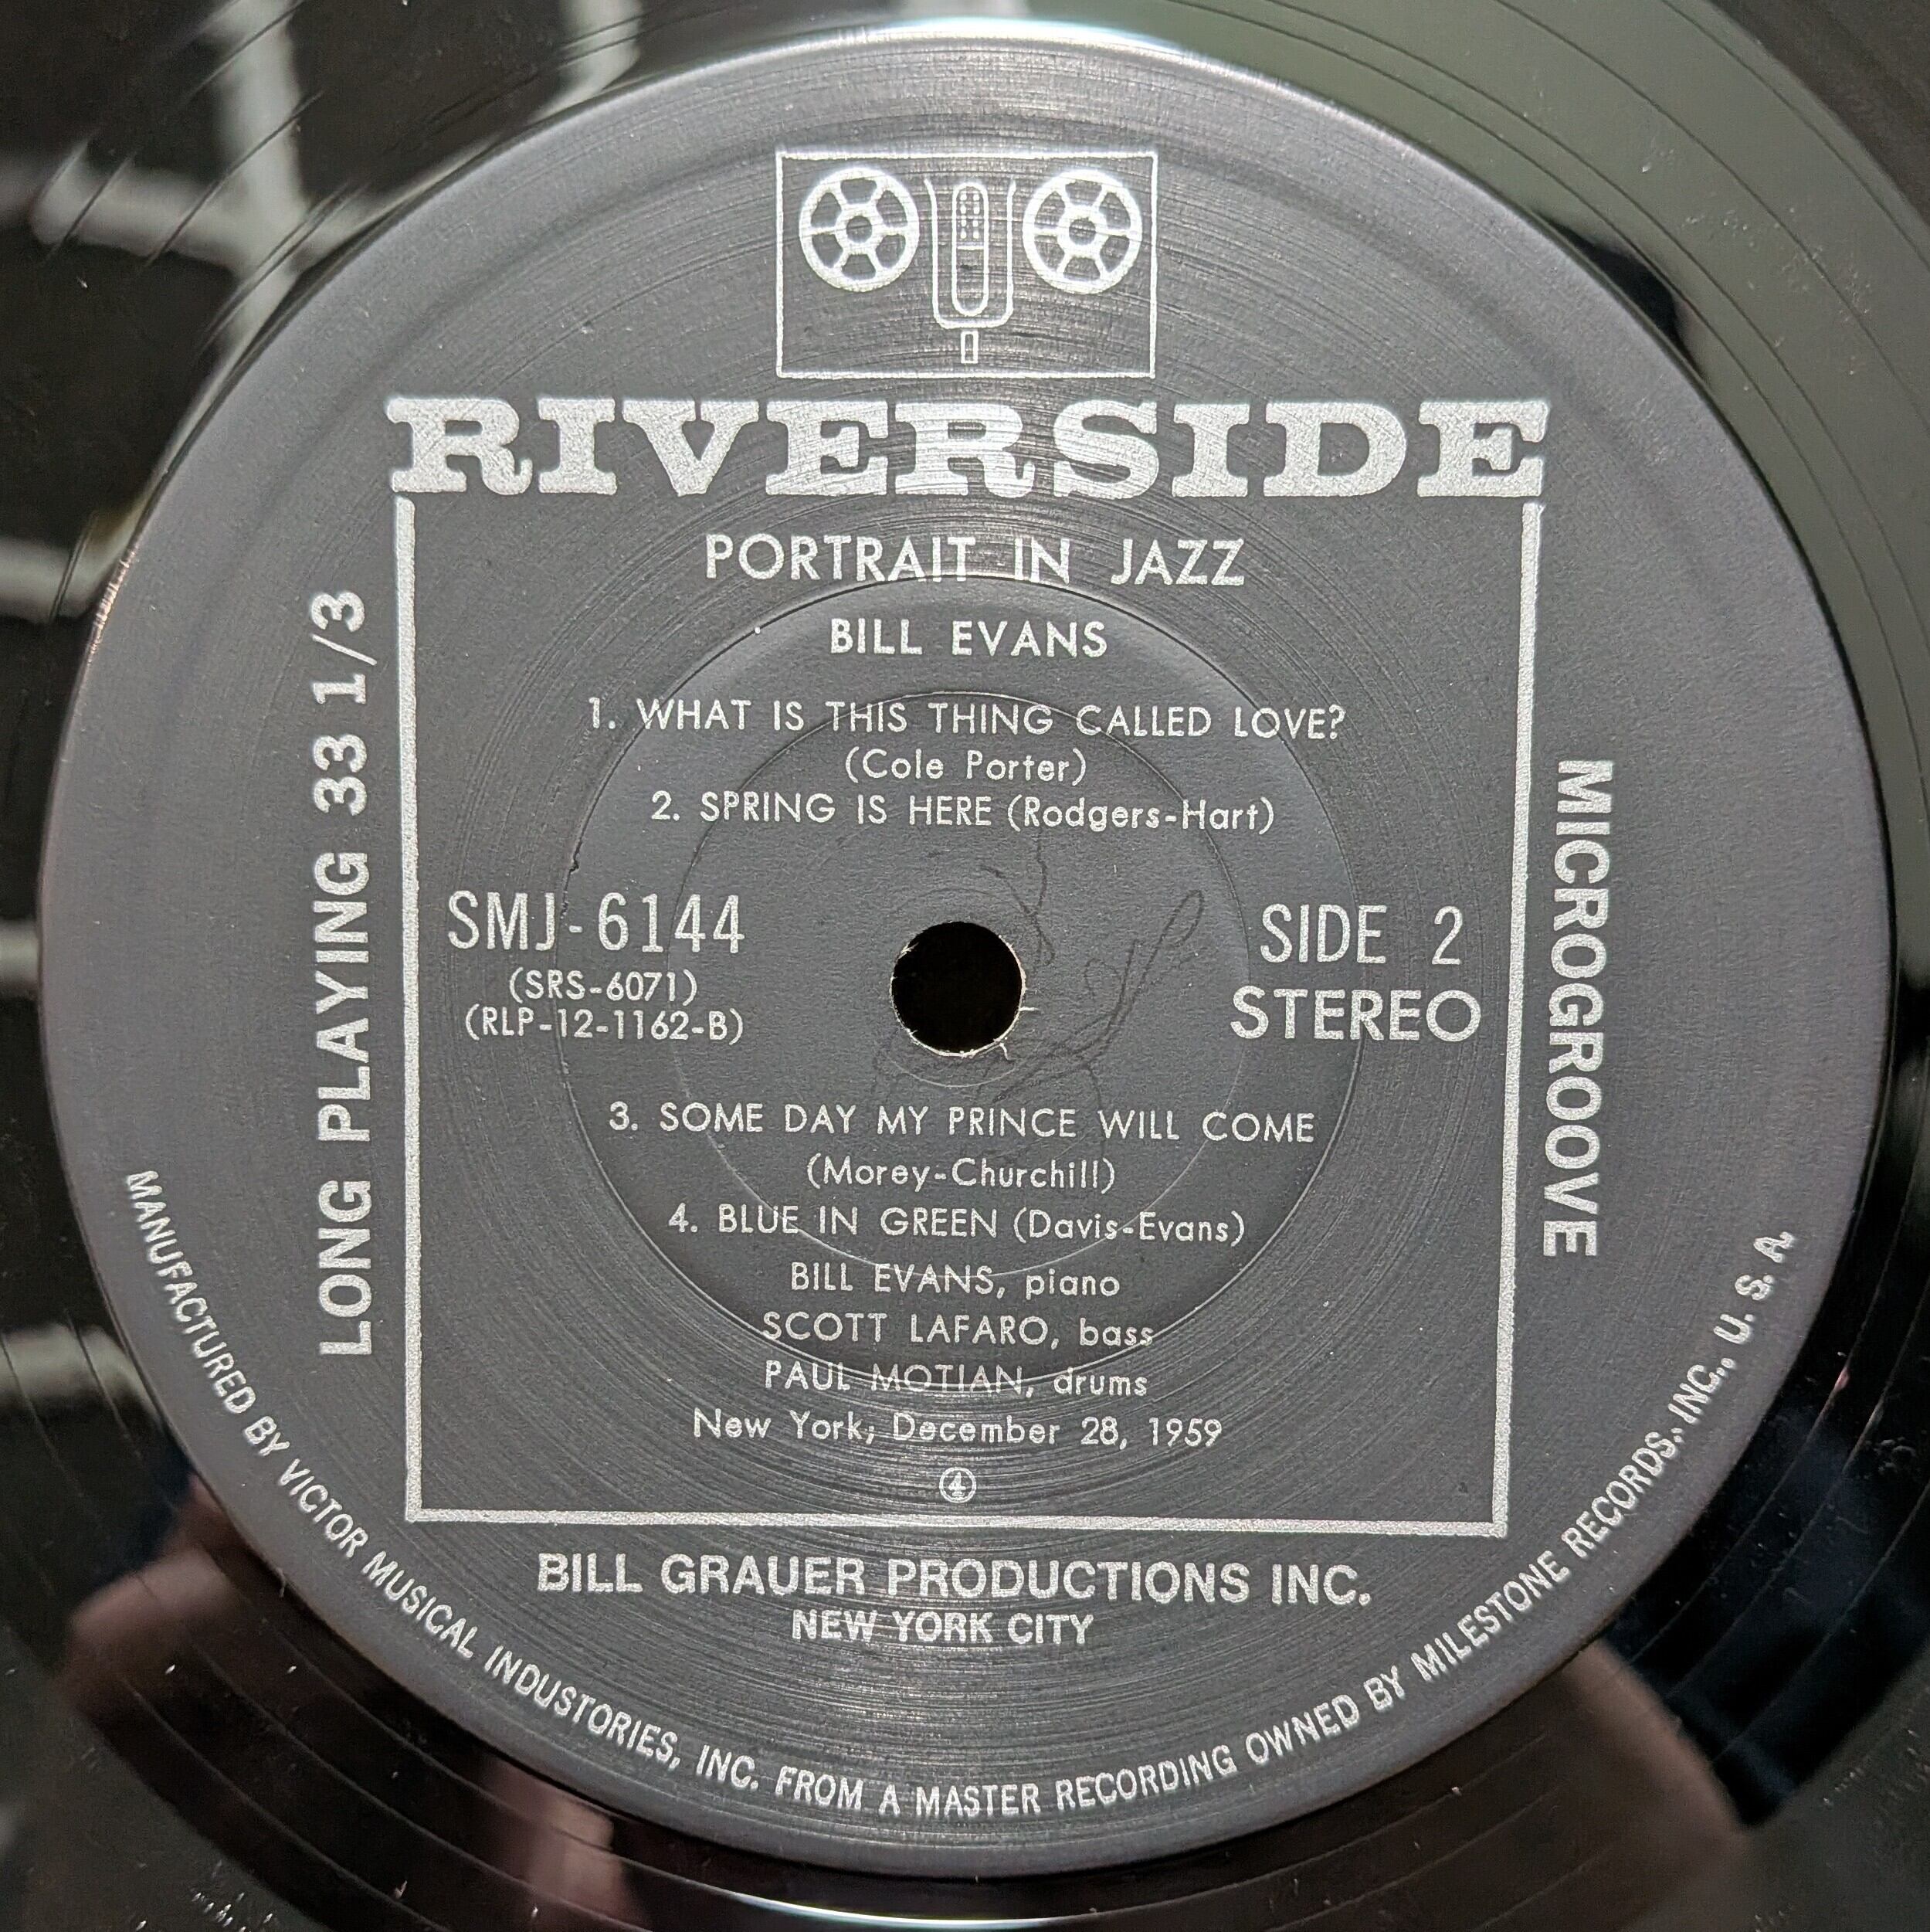 RIVERSIDE
PORTRAIT IN JAZZ
BILL EVANS
1. WHAT IS THIS THING CALLED LOVE?
(Cole Porter)
2. SPRING IS HERE (Rodgers-Hart)
SMJ-6144
(SRS-6071)
(RLP-12-1162-B)
SIDE 2
STEREO
3. SOME DAY MY PRINCE WILL COME
(Morey-Churchill)
4. BLUE IN GREEN (Davis-Evans)
BILL EVANS, piano
SCOTT LAFARO, bass
PAUL MOTIAN, drums
New York; December 28, 1959
④
LONG PLAYING 33 1/3
MICROGROOVE
BILL GRAUER PRODUCTIONS INC.
NEW YORK CITY
MANUFACTURED BY VICTOR MUSICAL INDUSTORIES, INC. FROM A MASTER RECORDING OWNED BY MILESTONE RECORDS, INC., U. S. A.